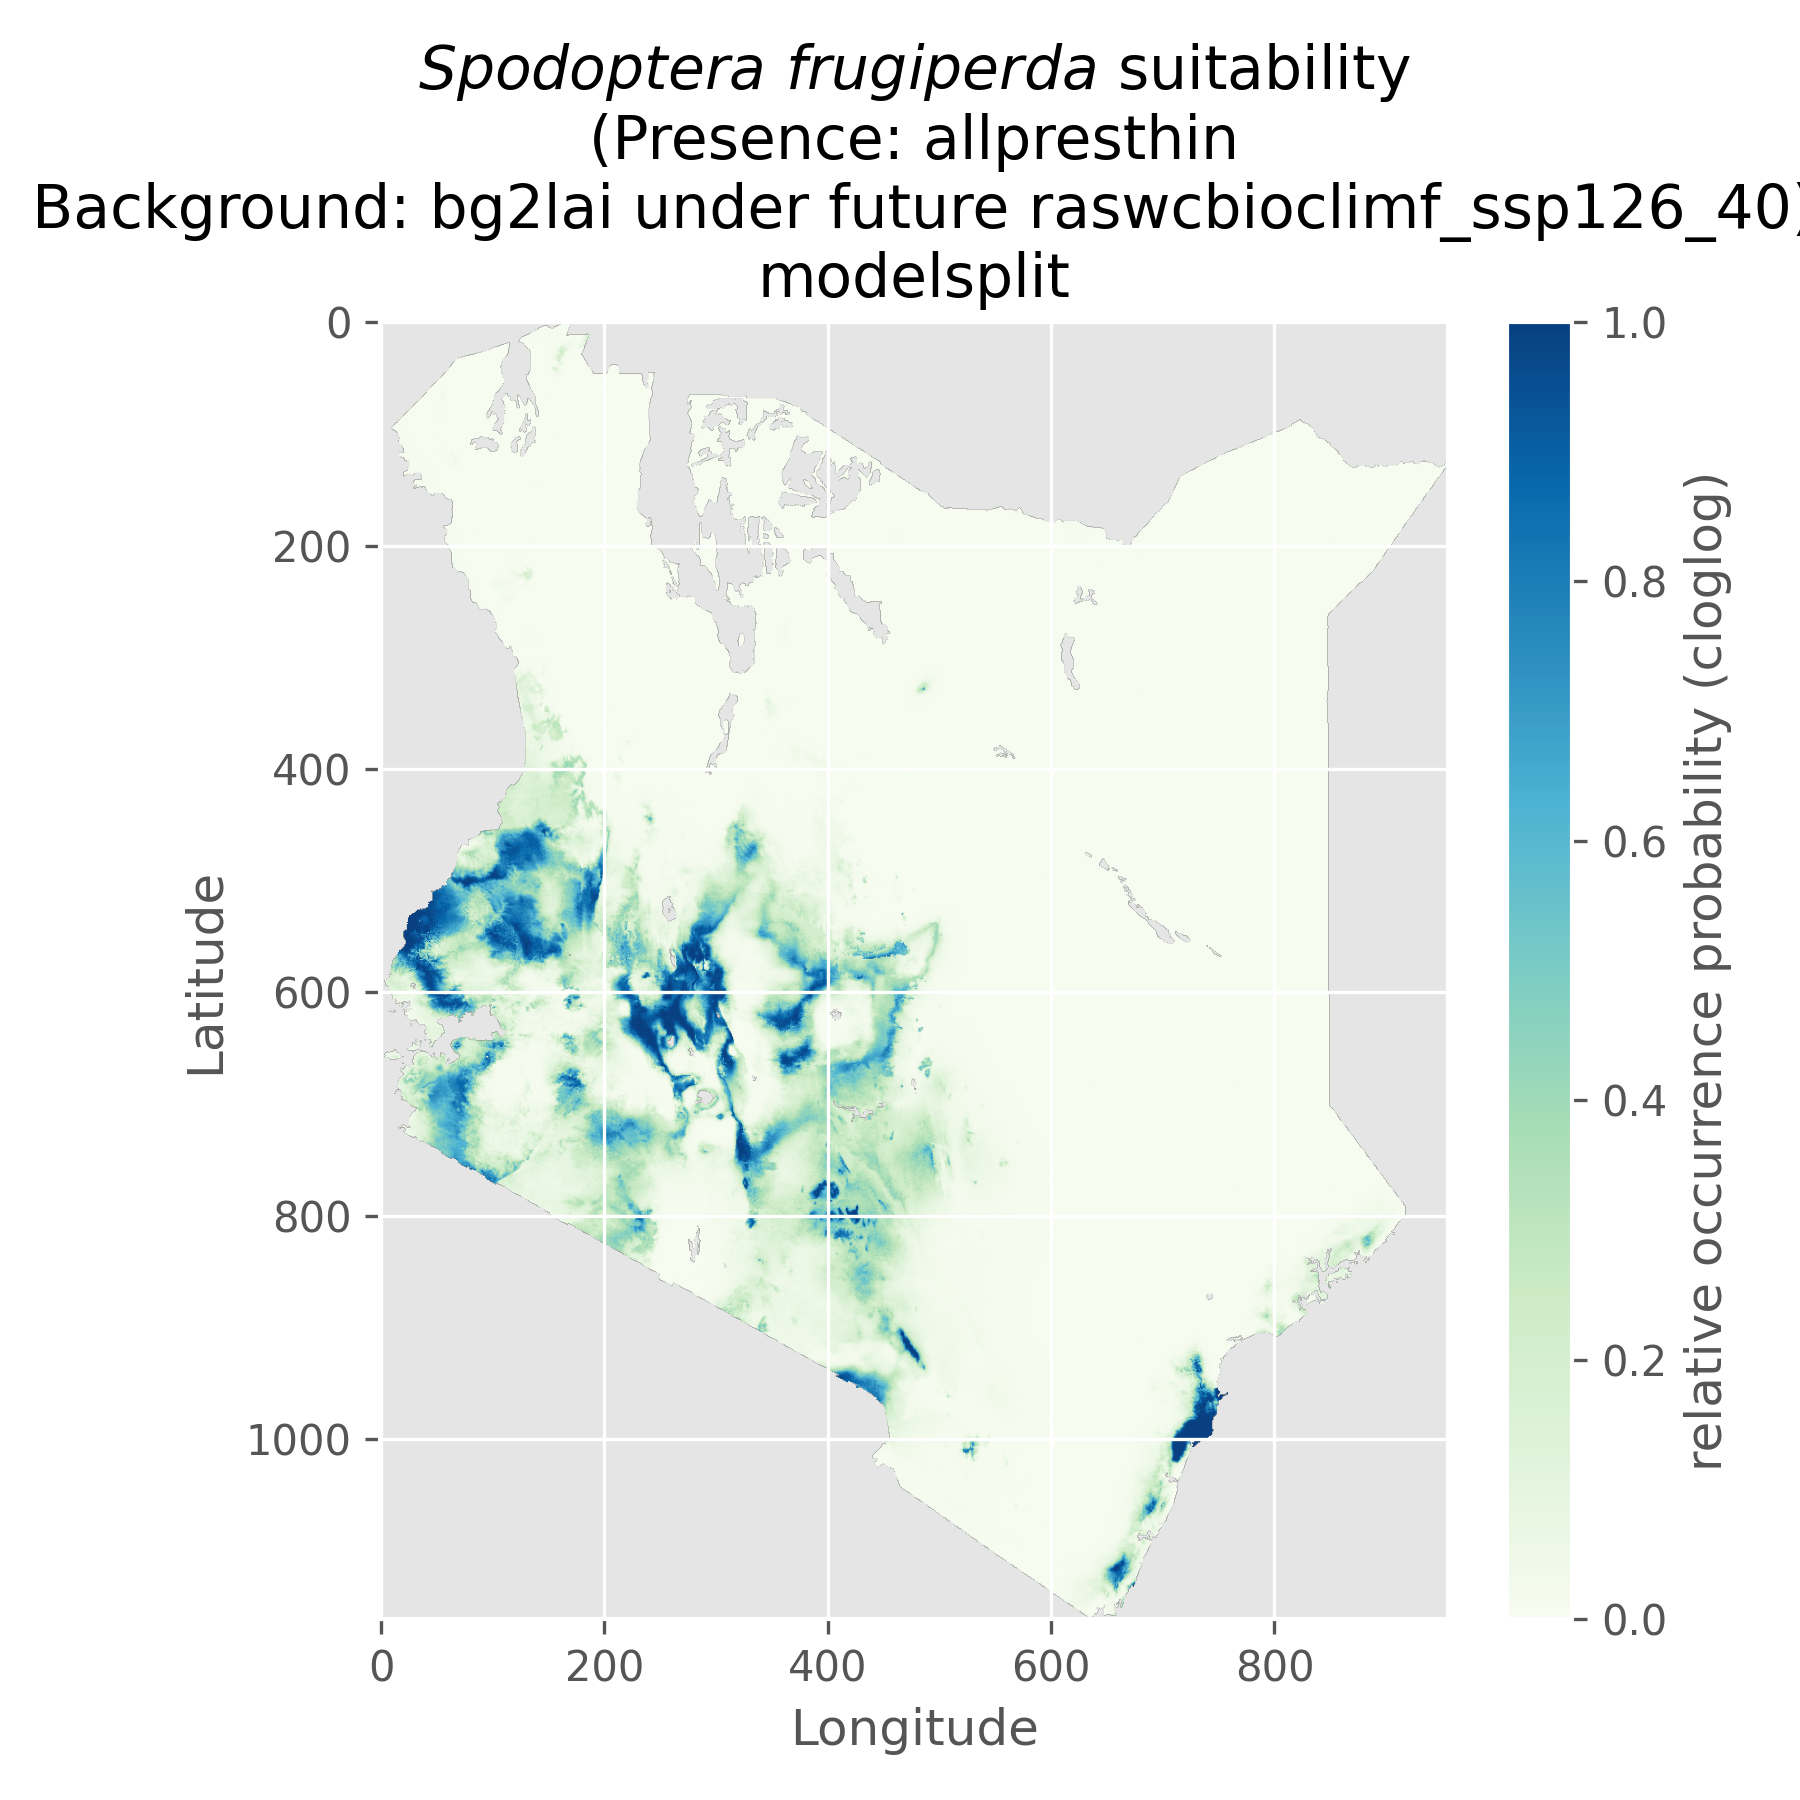 Spodoptera frugiperda suitability
(Presence: allpresthin
Background: bg2lai under future raswcbioclimf_ssp126_40)
modelsplit
0
200
400
600
800
1000
Latitude
0
200
400
600
800
Longitude
1.0
0.8
0.6
0.4
0.2
0.0
relative occurrence probability (cloglog)